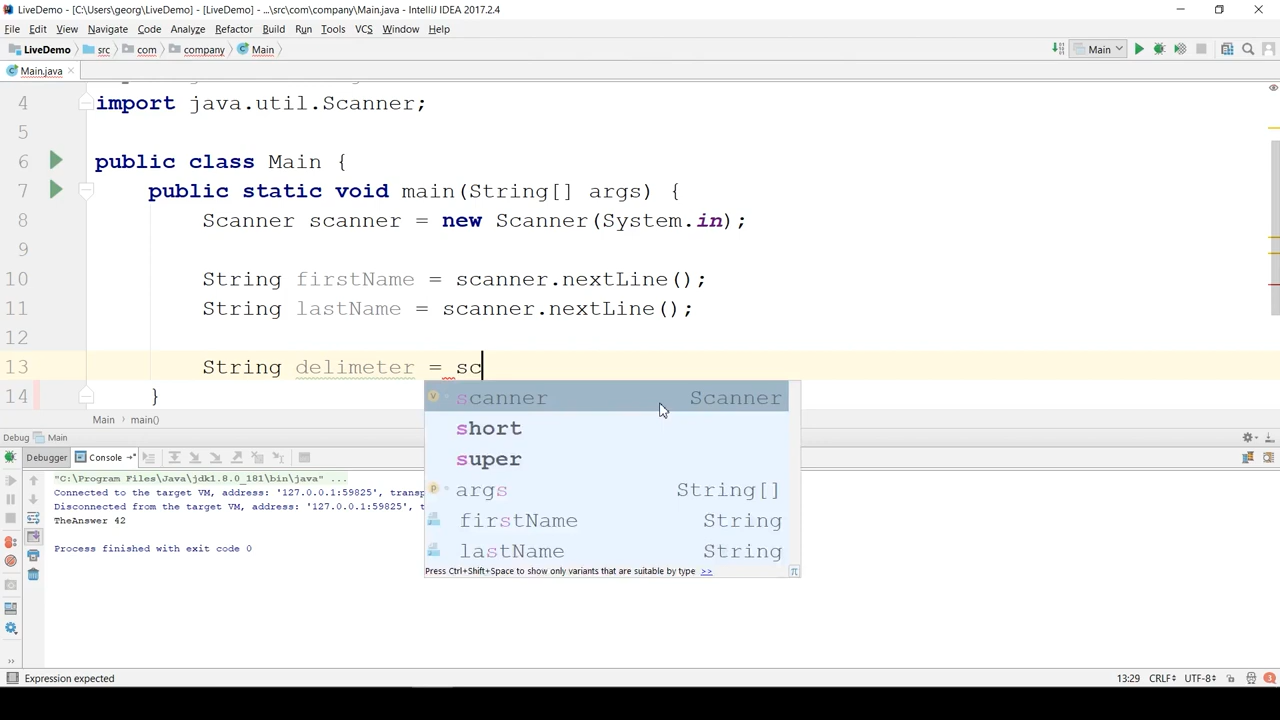 LiveDemo - [C:\Users\georg\LiveDemo] - [LiveDemo] - ...\src\com\company\Main.java - IntelliJ IDEA 2017.2.4
File Edit View Navigate Code Analyze Refactor Build Run Tools VCS Window Help
LiveDemo src com company Main Main
Main.java
4 import java.util.Scanner;
5
6 public class Main {
7 public static void main(String[] args) {
8 Scanner scanner = new Scanner(System.in);
9
10 String firstName = scanner.nextLine();
11 String lastName = scanner.nextLine();
12
13 String delimeter = sc
14 }
scanner Scanner
short
super
args String[]
firstName String
lastName String
Press Ctrl+Shift+Space to show only variants that are suitable by type >>
Main main()
Debug Main
Debugger Console
"C:\Program Files\Java\jdk1.8.0_181\bin\java" ...
Connected to the target VM, address: '127.0.0.1:59825',
Disconnected from the target VM, address: '127.0.0.1:59825',
TheAnswer 42
Process finished with exit code 0
Expression expected 13:29 CRLF UTF-8 3